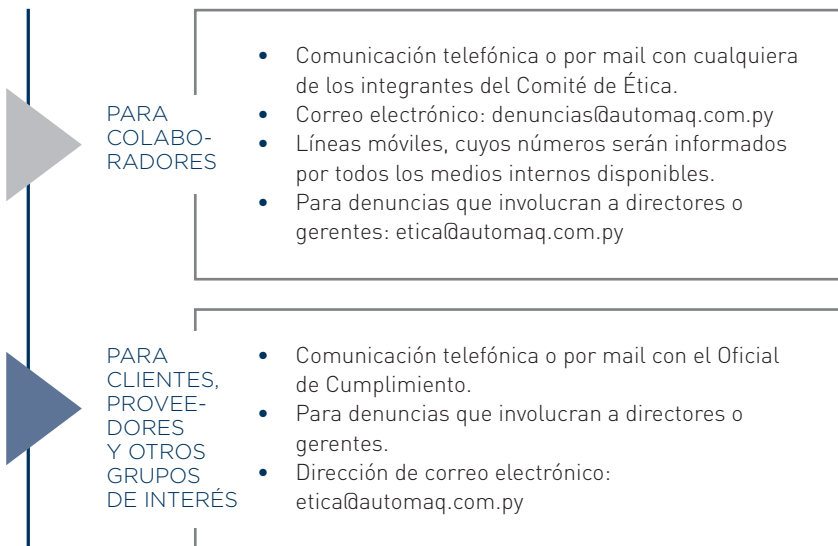 PARA
COLABO-
RADORES
• Comunicación telefónica o por mail con cualquiera
de los integrantes del Comité de Ética.
• Correo electrónico: denuncias@automaq.com.py
• Líneas móviles, cuyos números serán informados
por todos los medios internos disponibles.
• Para denuncias que involucran a directores o
gerentes: etica@automaq.com.py
PARA
CLIENTES,
PROVEE-
DORES
Y OTROS
GRUPOS
DE INTERÉS
• Comunicación telefónica o por mail con el Oficial
de Cumplimiento.
• Para denuncias que involucran a directores o
gerentes.
• Dirección de correo electrónico:
etica@automaq.com.py